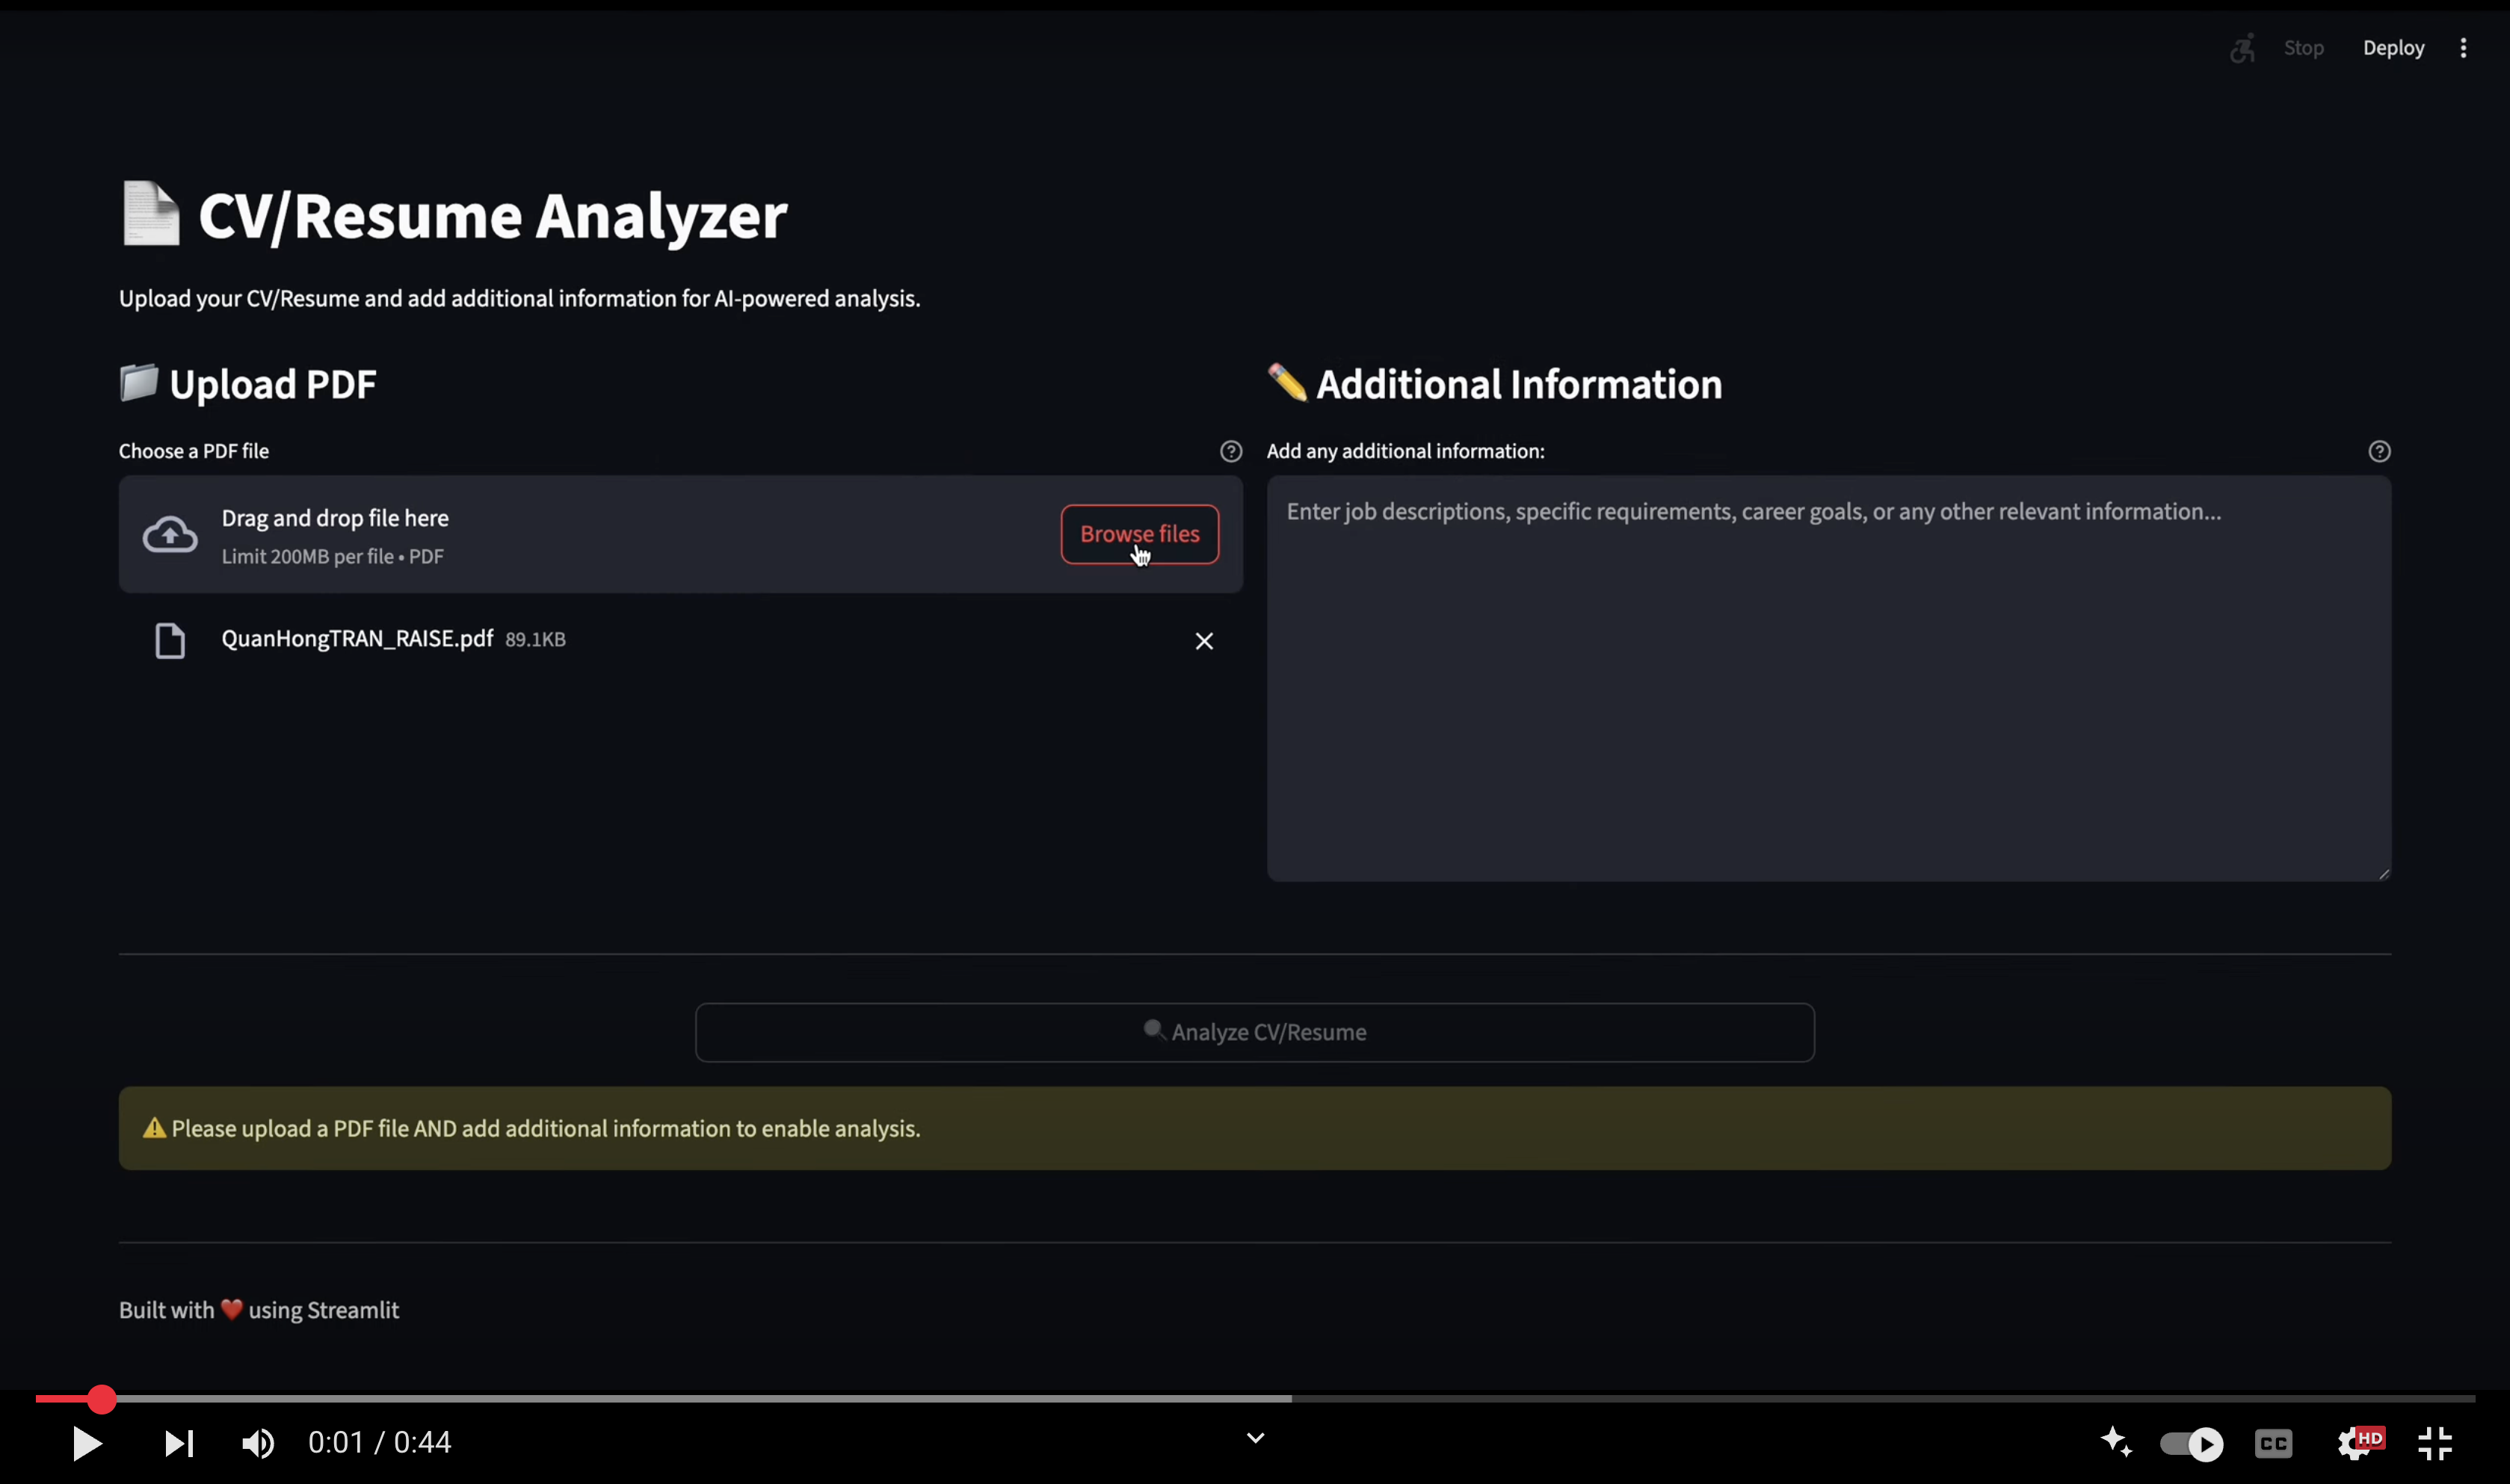 Stop
Deploy
CV/Resume Analyzer
Upload your CV/Resume and add additional information for AI-powered analysis.
Upload PDF
Choose a PDF file
Drag and drop file here
Limit 200MB per file • PDF
Browse files
QuanHongTRAN_RAISE.pdf 89.1KB
Additional Information
Add any additional information:
Enter job descriptions, specific requirements, career goals, or any other relevant information...
Analyze CV/Resume
Please upload a PDF file AND add additional information to enable analysis.
Built with ❤️ using Streamlit
0:01 / 0:44
CC
HD